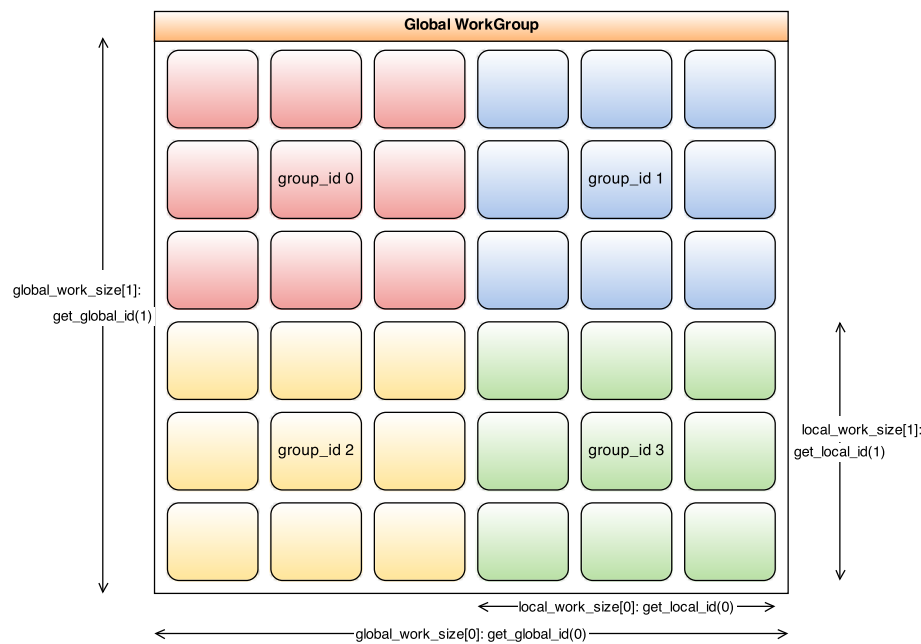 Global WorkGroup
group_id 0
group_id 1
global_work_size[1]:
get_global_id(1)
group_id 2
group_id 3
local_work_size[1]:
get_local_id(1)
local_work_size[0]: get_local_id(0)
global_work_size[0]: get_global_id(0)